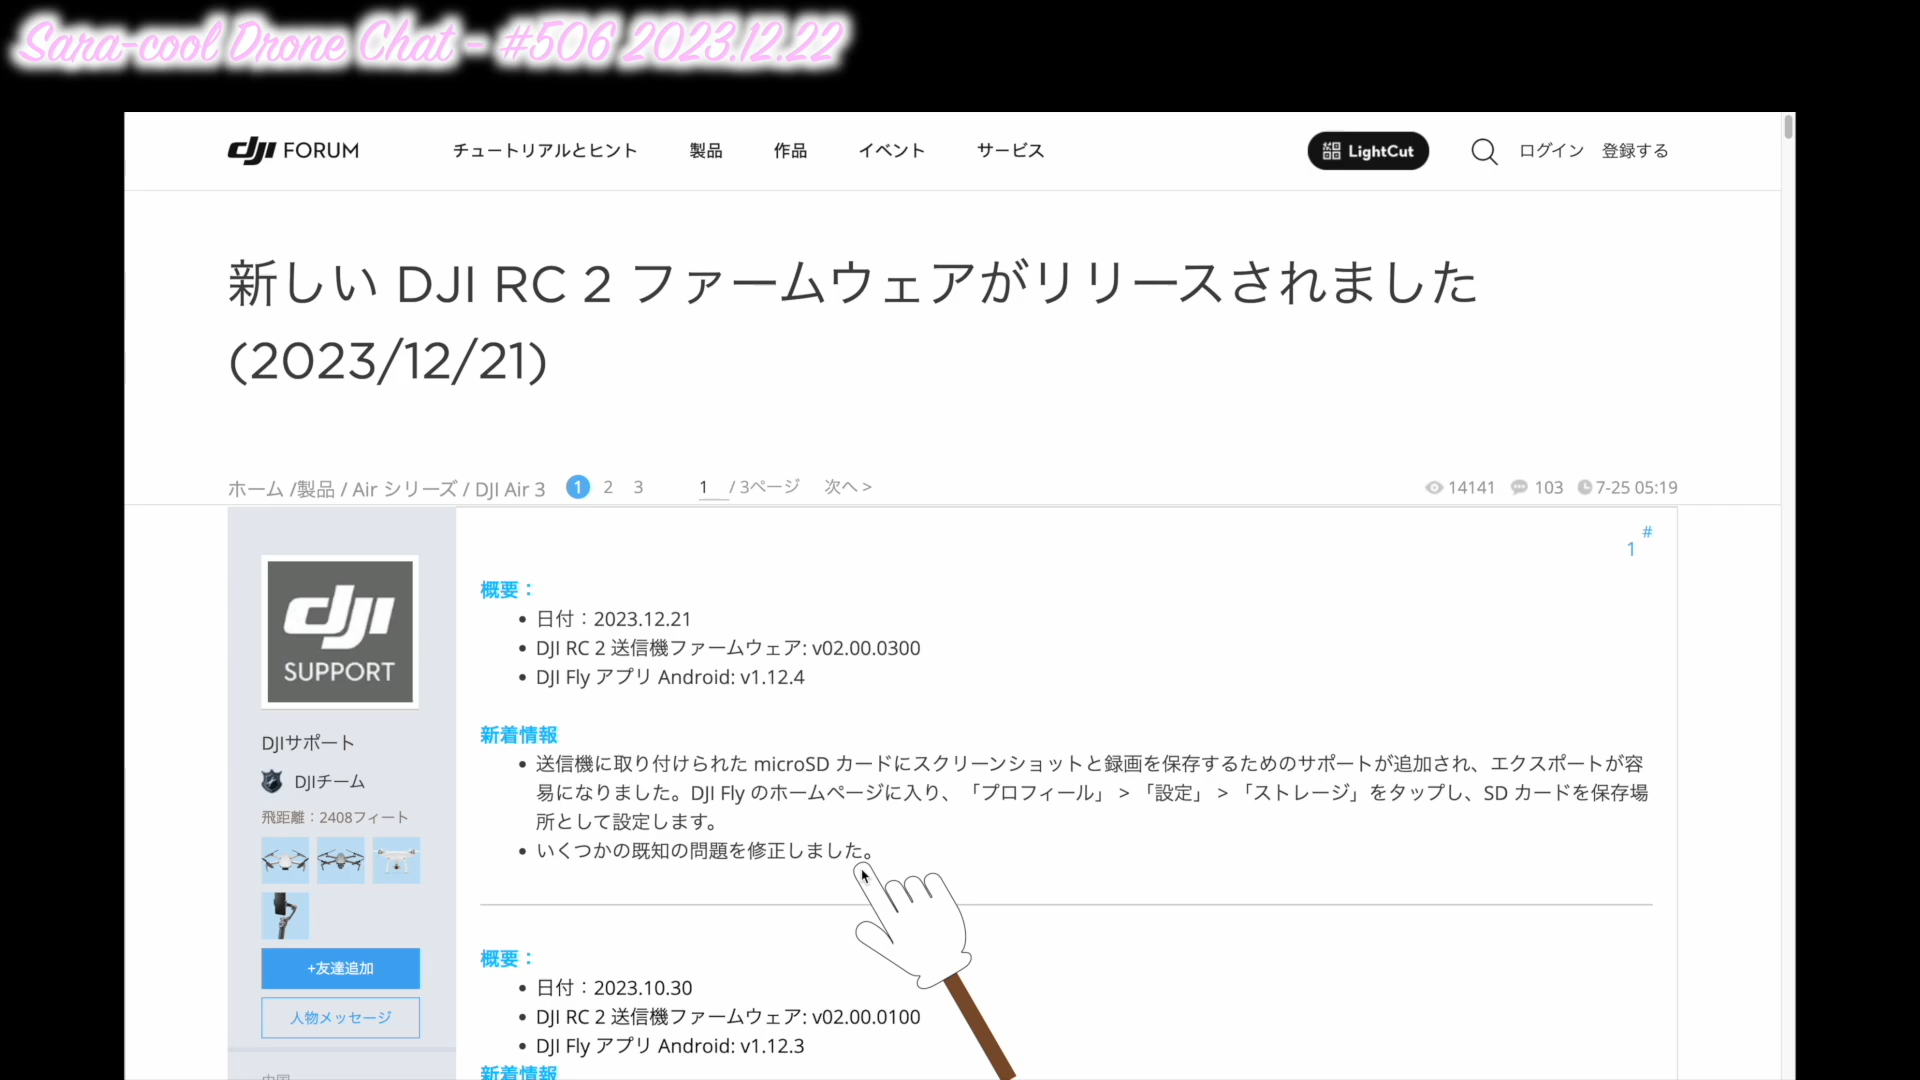 Sara-cool Drone Chat - #506 2023.12.22
dji FORUM チュートリアルとヒント 製品 作品 イベント サービス LightCut ログイン 登録する
新しい DJI RC 2 ファームウェアがリリースされました
(2023/12/21)
ホーム /製品 / Air シリーズ / DJI Air 3 1 2 3 1 / 3ページ 次へ > 14141 103 7-25 05:19
#
1
dji
SUPPORT
DJIサポート
DJIチーム
飛距離：2408フィート
+友達追加
人物メッセージ
中国
概要：
• 日付：2023.12.21
• DJI RC 2 送信機ファームウェア: v02.00.0300
• DJI Fly アプリ Android: v1.12.4
新着情報
• 送信機に取り付けられた microSD カードにスクリーンショットと録画を保存するためのサポートが追加され、エクスポートが容
易になりました。DJI Fly のホームページに入り、「プロフィール」 > 「設定」 > 「ストレージ」をタップし、SD カードを保存場
所として設定します。
• いくつかの既知の問題を修正しました。
概要：
• 日付：2023.10.30
• DJI RC 2 送信機ファームウェア: v02.00.0100
• DJI Fly アプリ Android: v1.12.3
新着情報